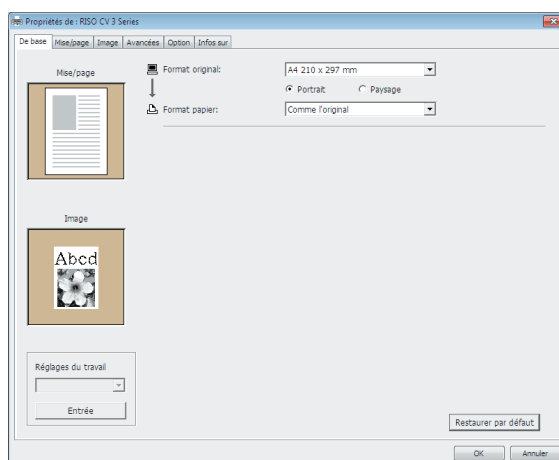 Propriétés de : RISO CV 3 Series
De base Mise/page Image Avancées Option Infos sur
Mise/page
Format original: A4 210 x 297 mm
Portrait Paysage
Format papier: Comme l'original
Image
Abcd
Réglages du travail
Entrée
Restaurer par défaut
OK Annuler